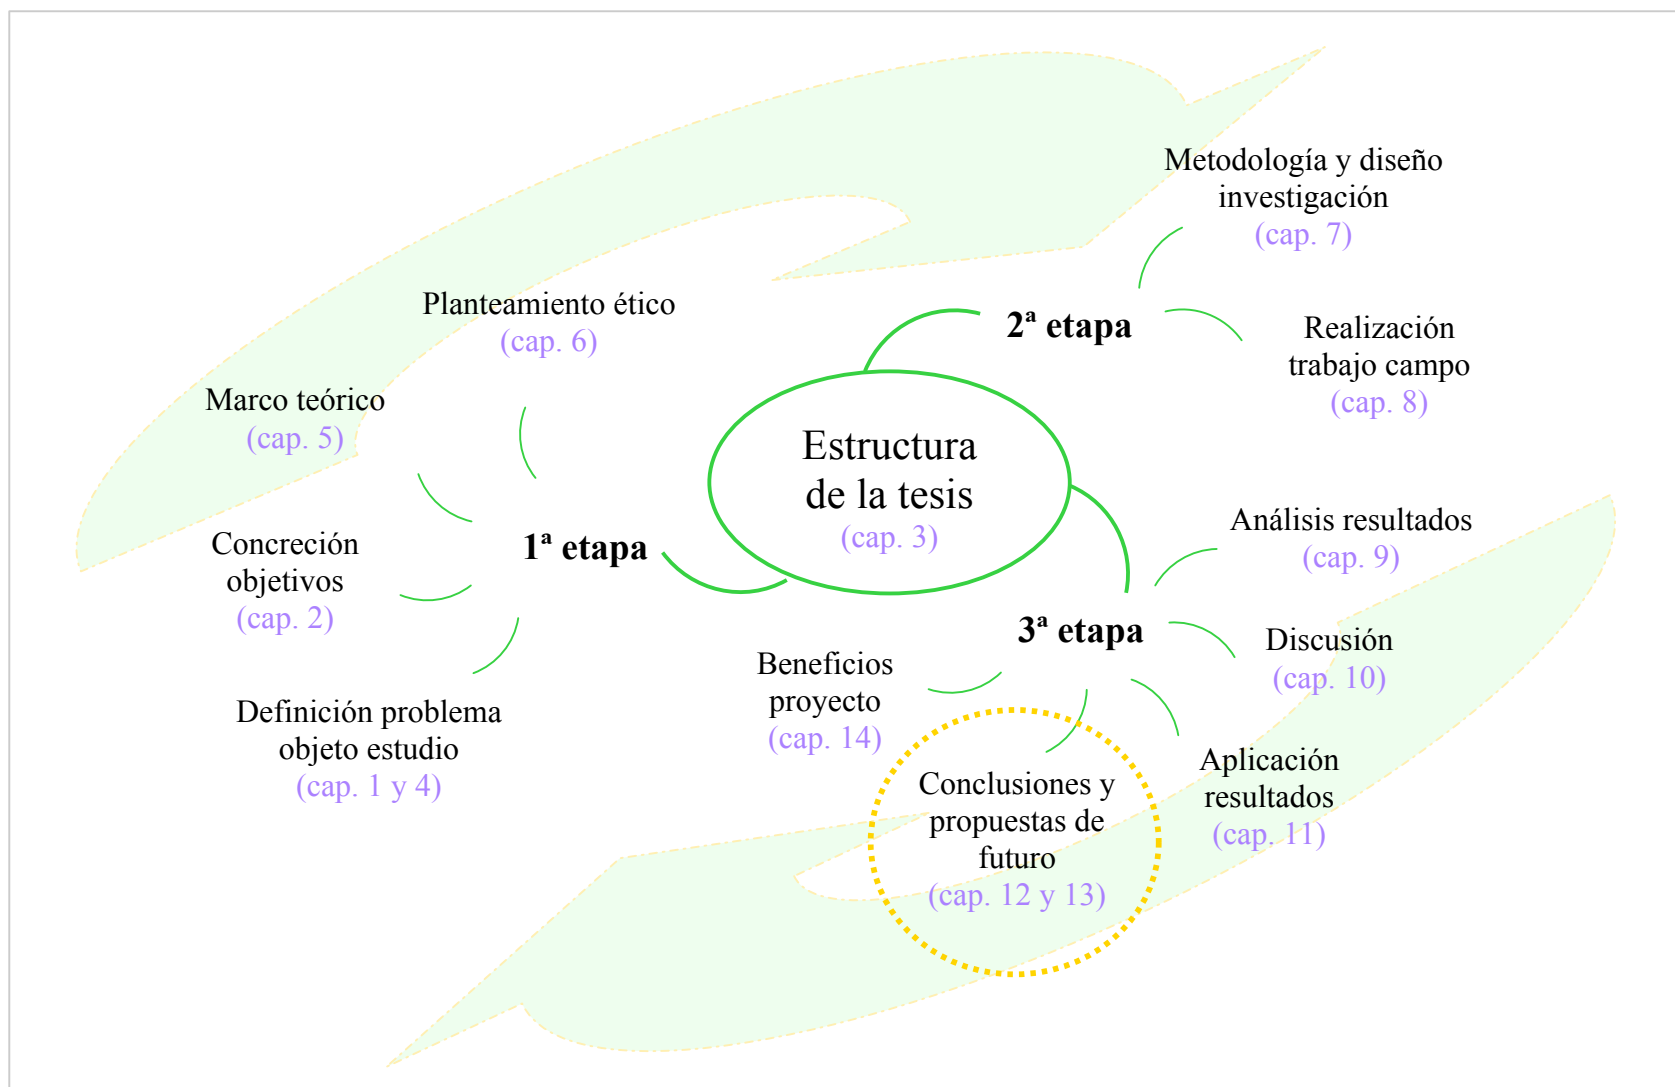 Estructura
de la tesis
(cap. 3)
1ª etapa
Definición problema
objeto estudio
(cap. 1 y 4)
Concreción
objetivos
(cap. 2)
Marco teórico
(cap. 5)
Planteamiento ético
(cap. 6)
2ª etapa
Metodología y diseño
investigación
(cap. 7)
Realización
trabajo campo
(cap. 8)
3ª etapa
Análisis resultados
(cap. 9)
Discusión
(cap. 10)
Aplicación
resultados
(cap. 11)
Conclusiones y
propuestas de
futuro
(cap. 12 y 13)
Beneficios
proyecto
(cap. 14)